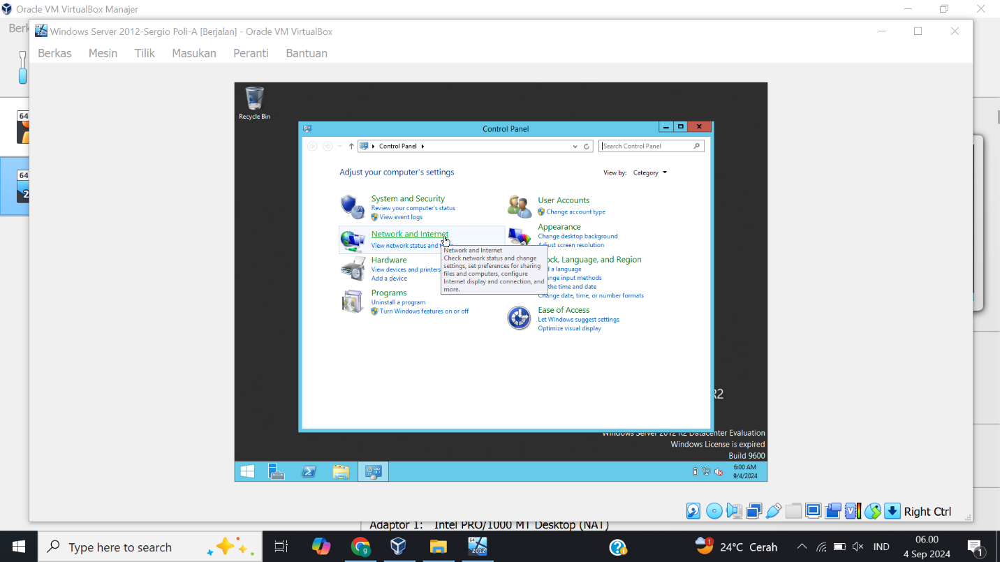 Oracle VM VirtualBox Manajer
Berk
Windows Server 2012-Sergio Poli-A [Berjalan] - Oracle VM VirtualBox
Berkas Mesin Tilik Masukan Peranti Bantuan
64
64
2
Recycle Bin
Control Panel
Control Panel
Search Control Panel
Adjust your computer's settings
View by: Category
System and Security
Review your computer's status
View event logs
Network and Internet
View network status and
Hardware
View devices and printers
Add a device
Programs
Uninstall a program
Turn Windows features on or off
Network and Internet
Check network status and change
settings, set preferences for sharing
files and computers, configure
Internet display and connection, and
more.
User Accounts
Change account type
Appearance
Change desktop background
Adjust screen resolution
ock, Language, and Region
d a language
nge input methods
the time and date
Change date, time, or number formats
Ease of Access
Let Windows suggest settings
Optimize visual display
R2
Windows Server 2012 R2 Datacenter Evaluation
Windows License is expired
Build 9600
6:00 AM
9/4/2024
Right Ctrl
Adaptor 1: Intel PRO/1000 MT Desktop (NAT)
Type here to search
64
2012
24°C Cerah
IND
06.00
4 Sep 2024
1